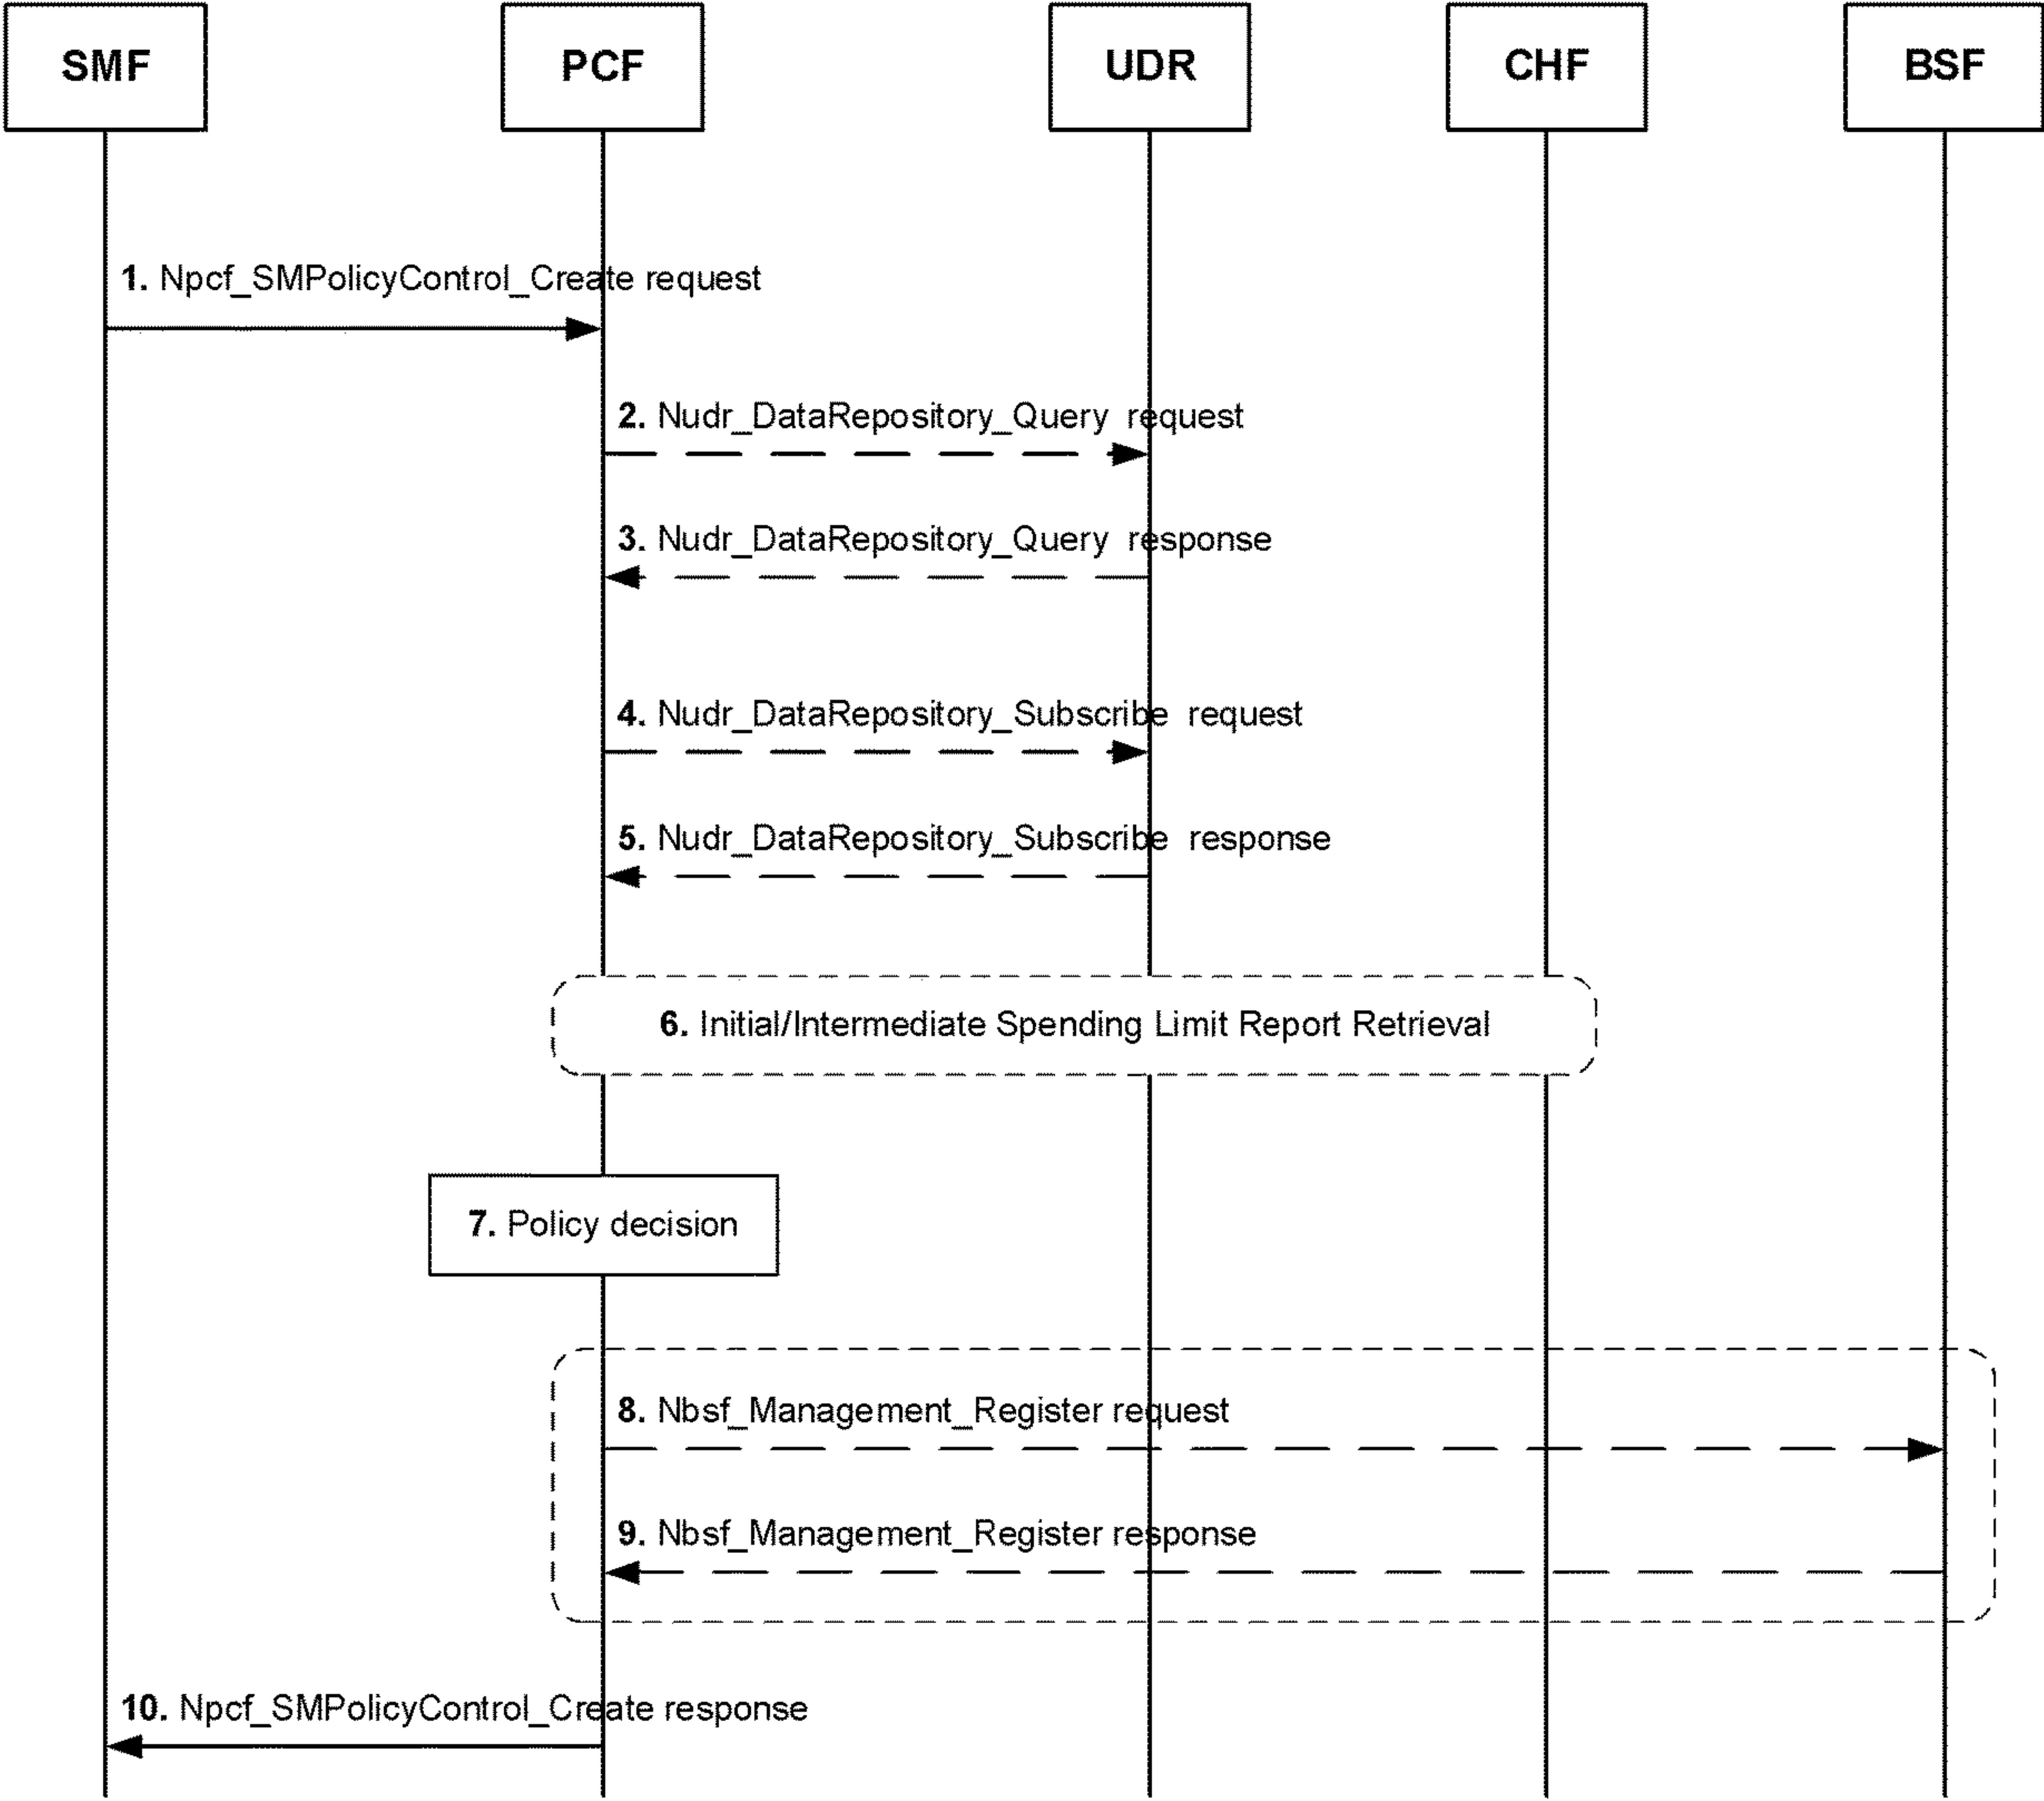 SMF
PCF
UDR
CHF
BSF
1. Npcf_SMPolicyControl_Create request
2. Nudr_DataRepository_Query request
3. Nudr_DataRepository_Query response
4. Nudr_DataRepository_Subscribe request
5. Nudr_DataRepository_Subscribe response
6. Initial/Intermediate Spending Limit Report Retrieval
7. Policy decision
8. Nbsf_Management_Register request
9. Nbsf_Management_Register response
10. Npcf_SMPolicyControl_Create response